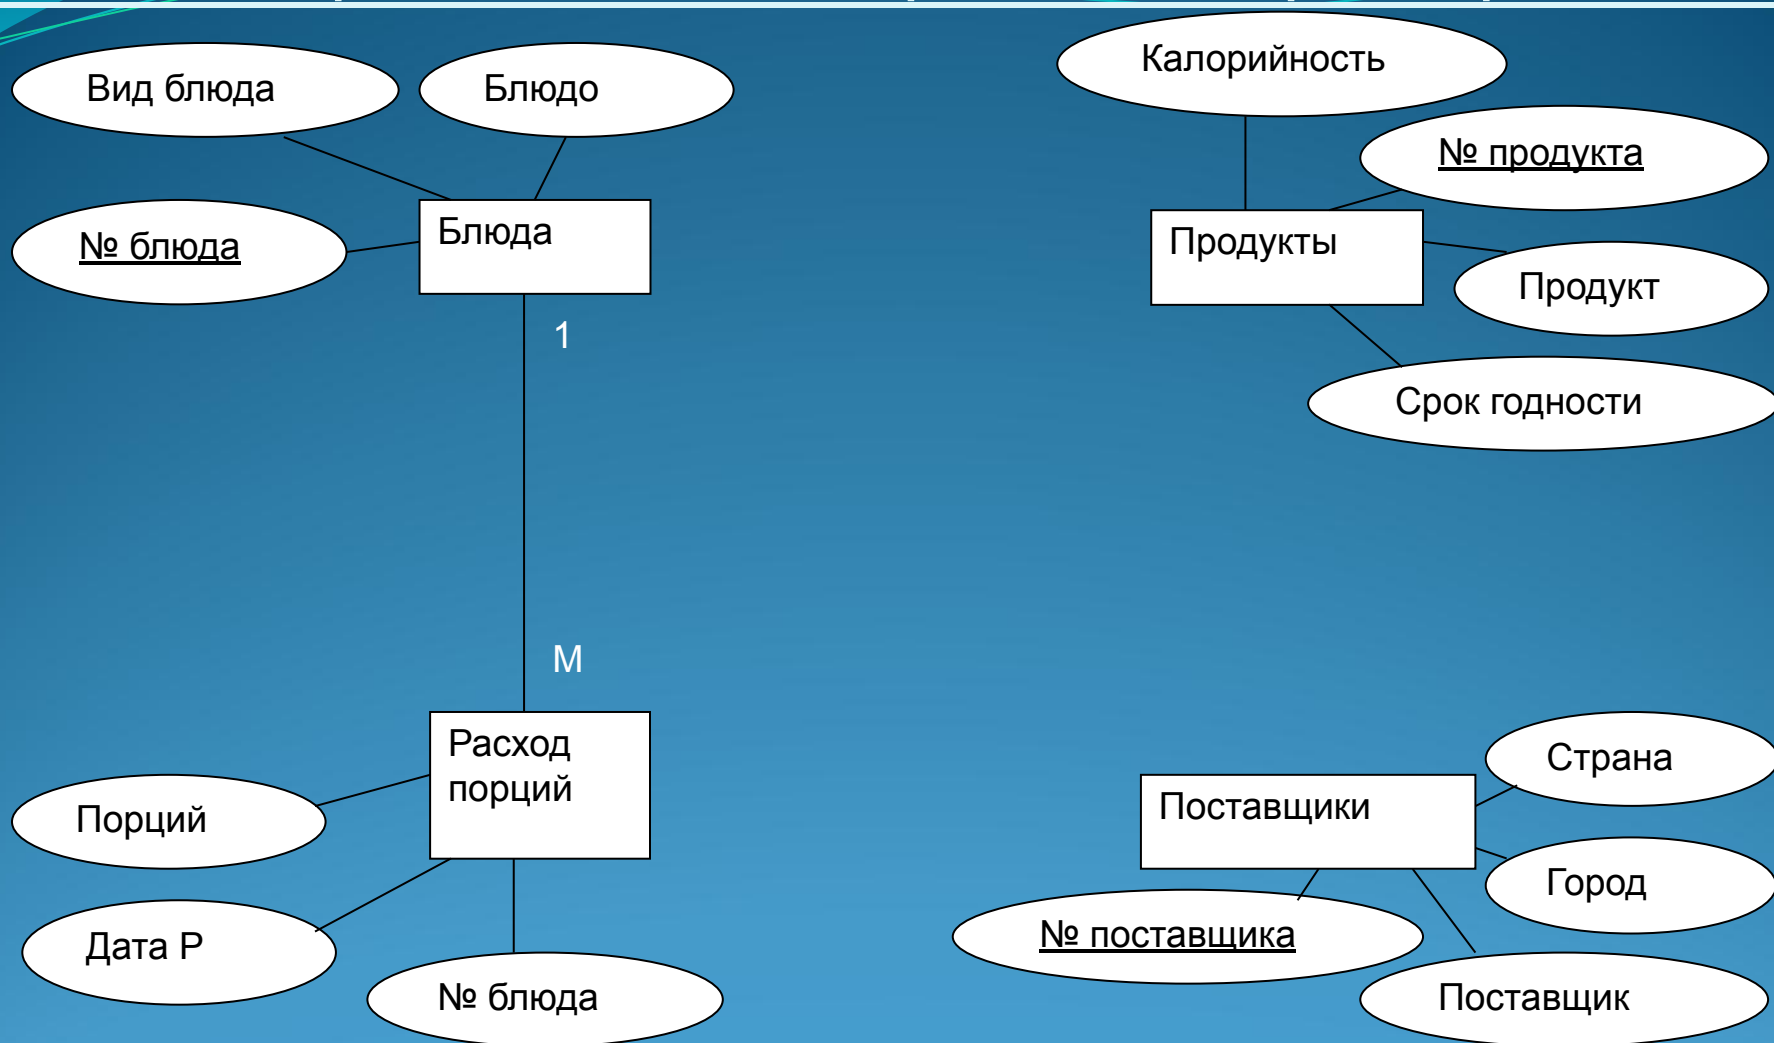 Вид блюда
Блюдо
№ блюда
Блюда
1
М
Расход
порций
Порций
Дата Р
№ блюда
Калорийность
№ продукта
Продукты
Продукт
Срок годности
Страна
Поставщики
Город
№ поставщика
Поставщик